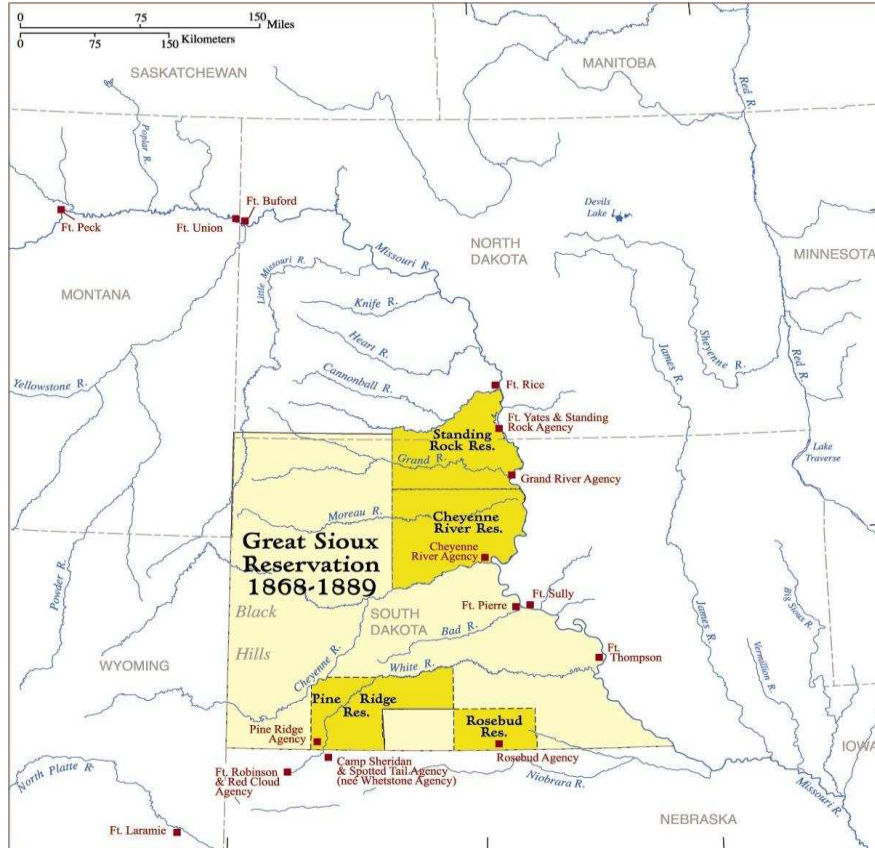 0 75 150 Miles
0 75 150 Kilometers
SASKATCHEWAN
MANITOBA
Poplar R.
Red R.
Ft. Peck
Ft. Union
Ft. Buford
Devils
Lake
NORTH
DAKOTA
MINNESOTA
MONTANA
Missouri R.
Little Missouri R.
Knife R.
Heart R.
Cannonball R.
Yellowstone R.
James R.
Sheyenne R.
Red R.
Ft. Rice
Ft. Yates & Standing
Rock Agency
Standing
Rock Res.
Grand R.
Grand River Agency
Lake
Traverse
Moreau R.
Cheyenne
River Res.
Cheyenne
River Agency
Great Sioux
Reservation
1868-1889
Powder R.
Black
Hills
SOUTH
DAKOTA
Ft. Pierre
Ft. Sully
Bad R.
Big Sioux R.
James R.
Vermillion R.
Ft.
Thompson
WYOMING
Cheyenne R.
White R.
Pine Ridge
Res.
Rosebud
Res.
Pine Ridge
Agency
Rosebud Agency
Camp Sheridan
& Spotted Tail Agency
(neé Whetstone Agency)
Ft. Robinson
& Red Cloud
Agency
Niobrara R.
IOWA
North Platte R.
Missouri R.
NEBRASKA
Ft. Laramie